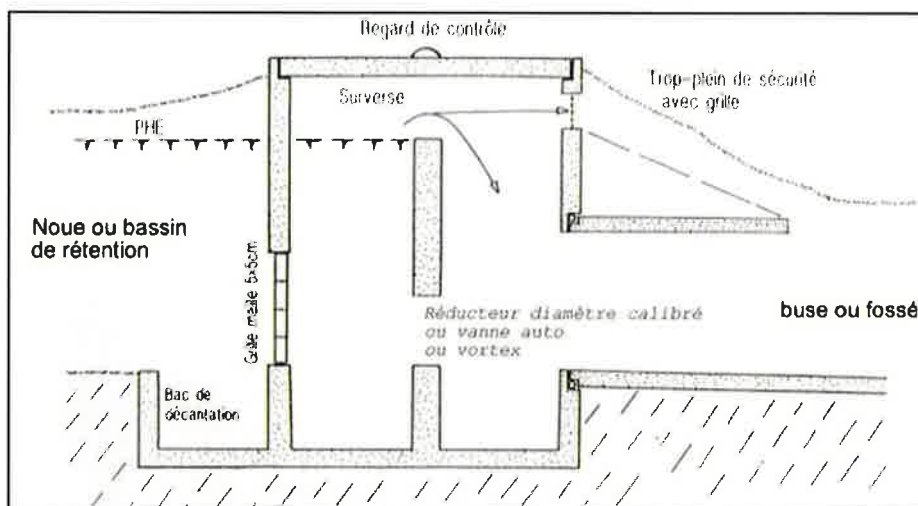 Regard de contrôle
Surverse
Trop-plein de sécurité
avec grille
PHE
Noue ou bassin
de rétention
Grille maille 5x5cm
Réducteur diamètre calibré
ou vanne auto
ou vortex
buse ou fossé
Bac de
décantation